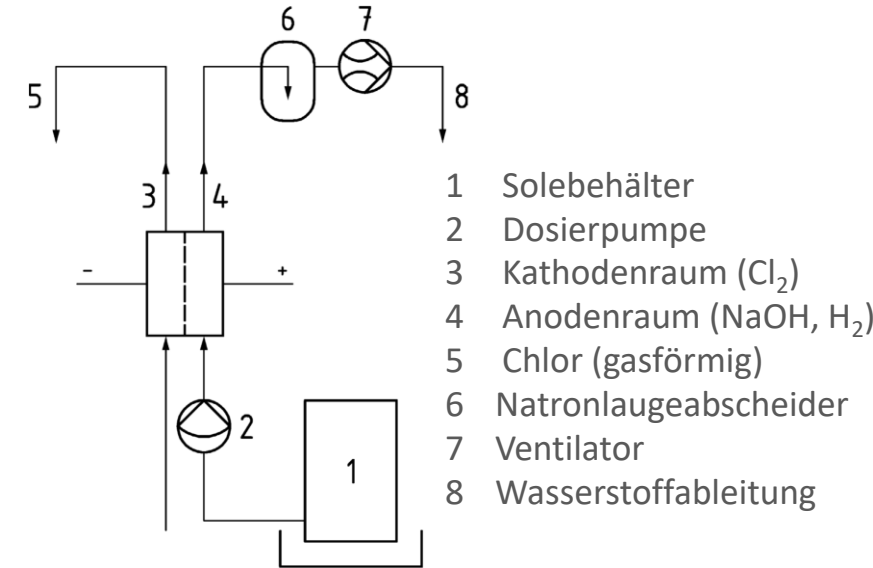 6
7
5
8
3
4
-
+
2
1
1 Solebehälter
2 Dosierpumpe
3 Kathodenraum (Cl₂)
4 Anodenraum (NaOH, H₂)
5 Chlor (gasförmig)
6 Natronlaugeabscheider
7 Ventilator
8 Wasserstoffableitung